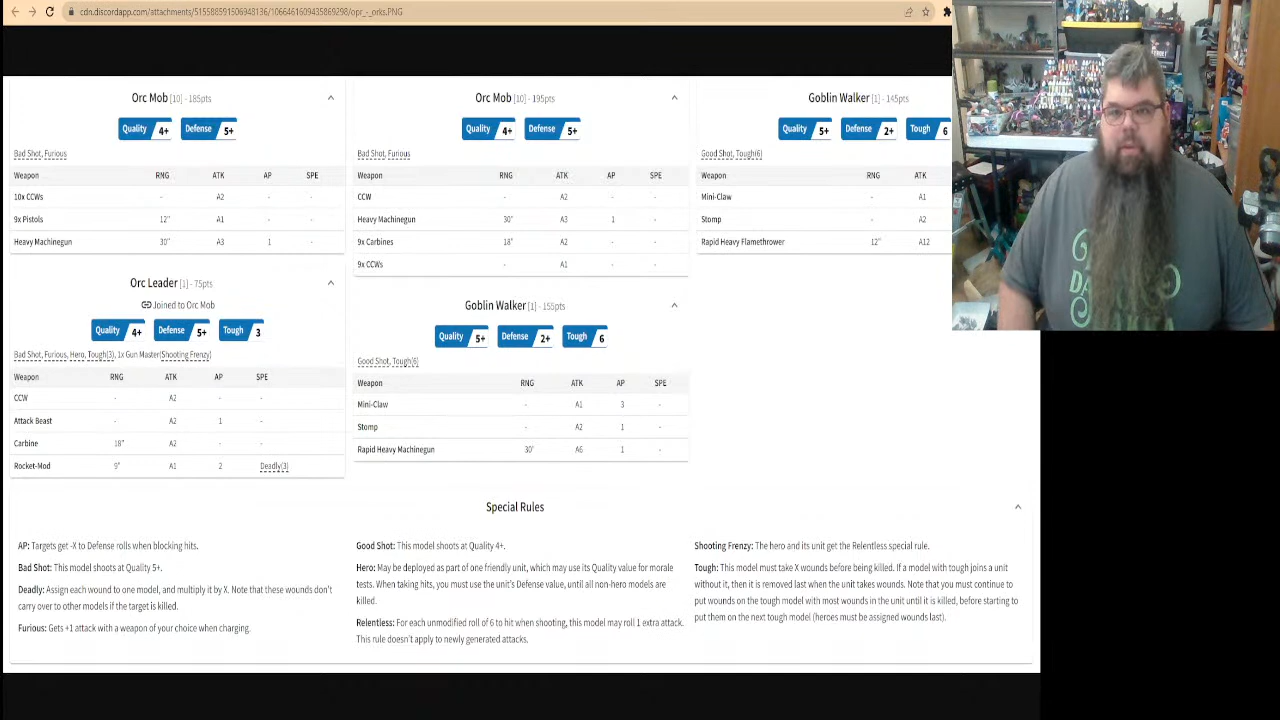 cdn.discordapp.com/attachments/515588591506948136/1066461609435869298/opr_-_orks.PNG
Orc Mob [10] - 185pts
Quality 4+ Defense 5+
Bad Shot, Furious
Weapon RNG ATK AP SPE
10x CCWs - A2 - -
9x Pistols 12" A1 - -
Heavy Machinegun 30" A3 1 -
Orc Leader [1] - 75pts
Joined to Orc Mob
Quality 4+ Defense 5+ Tough 3
Bad Shot, Furious, Hero, Tough(3), 1x Gun Master(Shooting Frenzy)
Weapon RNG ATK AP SPE
CCW - A2 - -
Attack Beast - A2 1 -
Carbine 18" A2 - -
Rocket-Mod 9" A1 2 Deadly(3)
Orc Mob [10] - 195pts
Quality 4+ Defense 5+
Bad Shot, Furious
Weapon RNG ATK AP SPE
CCW - A2 - -
Heavy Machinegun 30" A3 1 -
9x Carbines 18" A2 - -
9x CCWs - A1 - -
Goblin Walker [1] - 155pts
Quality 5+ Defense 2+ Tough 6
Good Shot, Tough(6)
Weapon RNG ATK AP SPE
Mini-Claw - A1 3 -
Stomp - A2 1 -
Rapid Heavy Machinegun 30" A6 1 -
Goblin Walker [1] - 145pts
Quality 5+ Defense 2+ Tough 6
Good Shot, Tough(6)
Weapon RNG ATK
Mini-Claw - A1
Stomp - A2
Rapid Heavy Flamethrower 12" A12
Special Rules
AP: Targets get -X to Defense rolls when blocking hits.
Bad Shot: This model shoots at Quality 5+.
Deadly: Assign each wound to one model, and multiply it by X. Note that these wounds don't
carry over to other models if the target is killed.
Furious: Gets +1 attack with a weapon of your choice when charging.
Good Shot: This model shoots at Quality 4+.
Hero: May be deployed as part of one friendly unit, which may use its Quality value for morale
tests. When taking hits, you must use the unit's Defense value, until all non-hero models are
killed.
Relentless: For each unmodified roll of 6 to hit when shooting, this model may roll 1 extra attack.
This rule doesn't apply to newly generated attacks.
Shooting Frenzy: The hero and its unit get the Relentless special rule.
Tough: This model must take X wounds before being killed. If a model with tough joins a unit
without it, then it is removed last when the unit takes wounds. Note that you must continue to
put wounds on the tough model with most wounds in the unit until it is killed, before starting to
put them on the next tough model (heroes must be assigned wounds last).